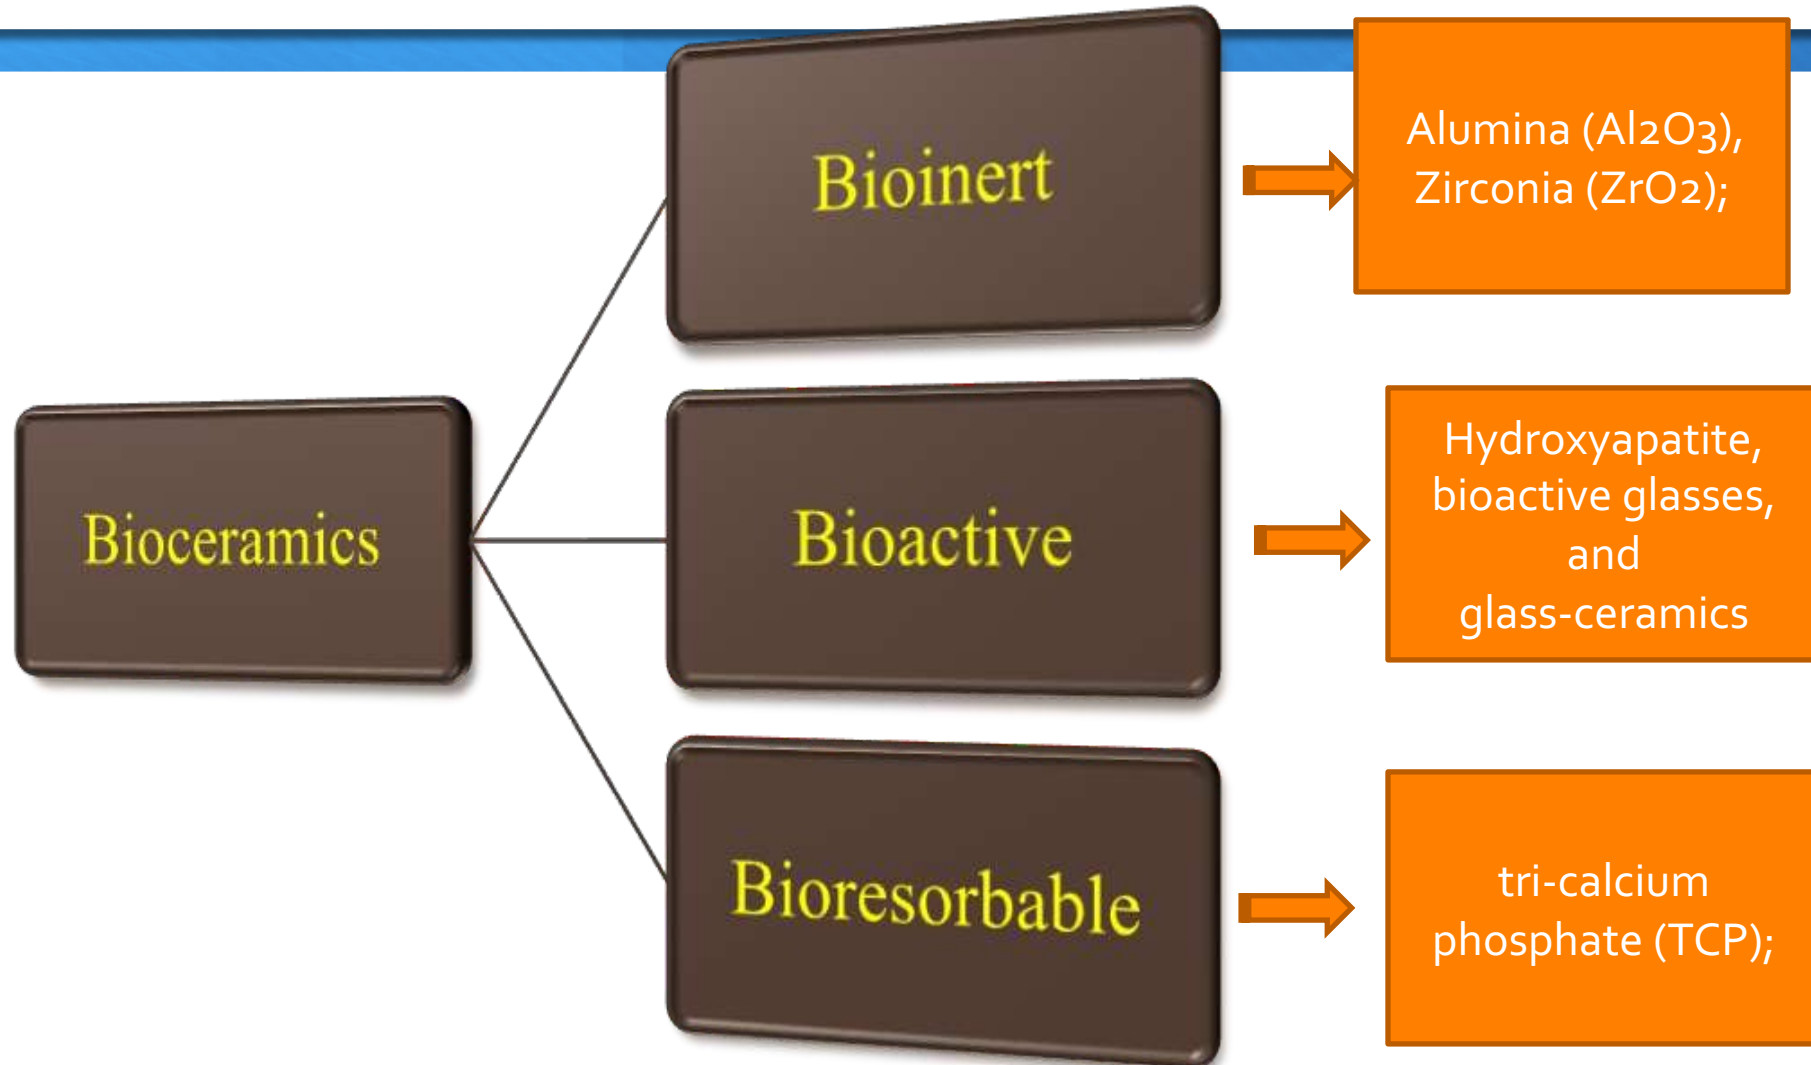 Bioceramics
Bioinert
Alumina (Al2O3),
Zirconia (ZrO2);
Bioactive
Hydroxyapatite,
bioactive glasses,
and
glass-ceramics
Bioresorbable
tri-calcium
phosphate (TCP);